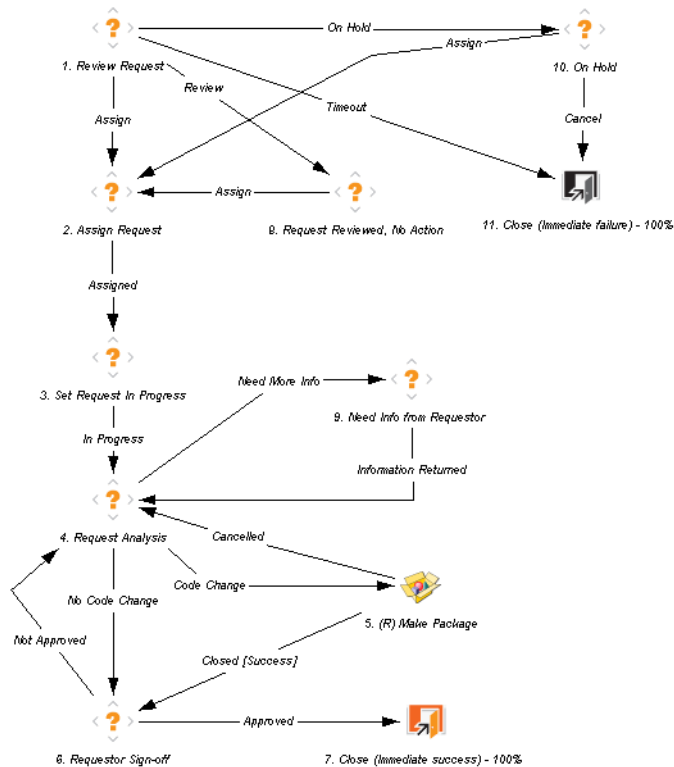 On Hold
Assign
1. Review Request
10. On Hold
Review
Timeout
Assign
Cancel
Assign
2. Assign Request
8. Request Reviewed, No Action
11. Close (Immediate failure) - 100%
Assigned
Need More Info
3. Set Request In Progress
9. Need Info from Requestor
In Progress
Information Returned
4. Request Analysis
Cancelled
Code Change
No Code Change
5. (R) Make Package
Not Approved
Closed [Success]
Approved
6. Requestor Sign-off
7. Close (Immediate success) - 100%